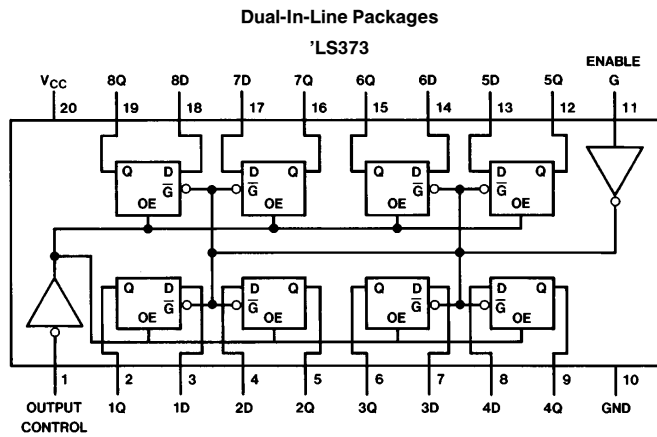 Dual-In-Line Packages
'LS373
ENABLE
VCC 8Q 8D 7D 7Q 6Q 6D 5D 5Q G
20 19 18 17 16 15 14 13 12 11
Q D D Q Q D D Q
G G G G
OE OE OE OE
Q D D Q Q D D Q
G G G G
OE OE OE OE
1 2 3 4 5 6 7 8 9 10
OUTPUT 1Q 1D 2D 2Q 3Q 3D 4D 4Q GND
CONTROL